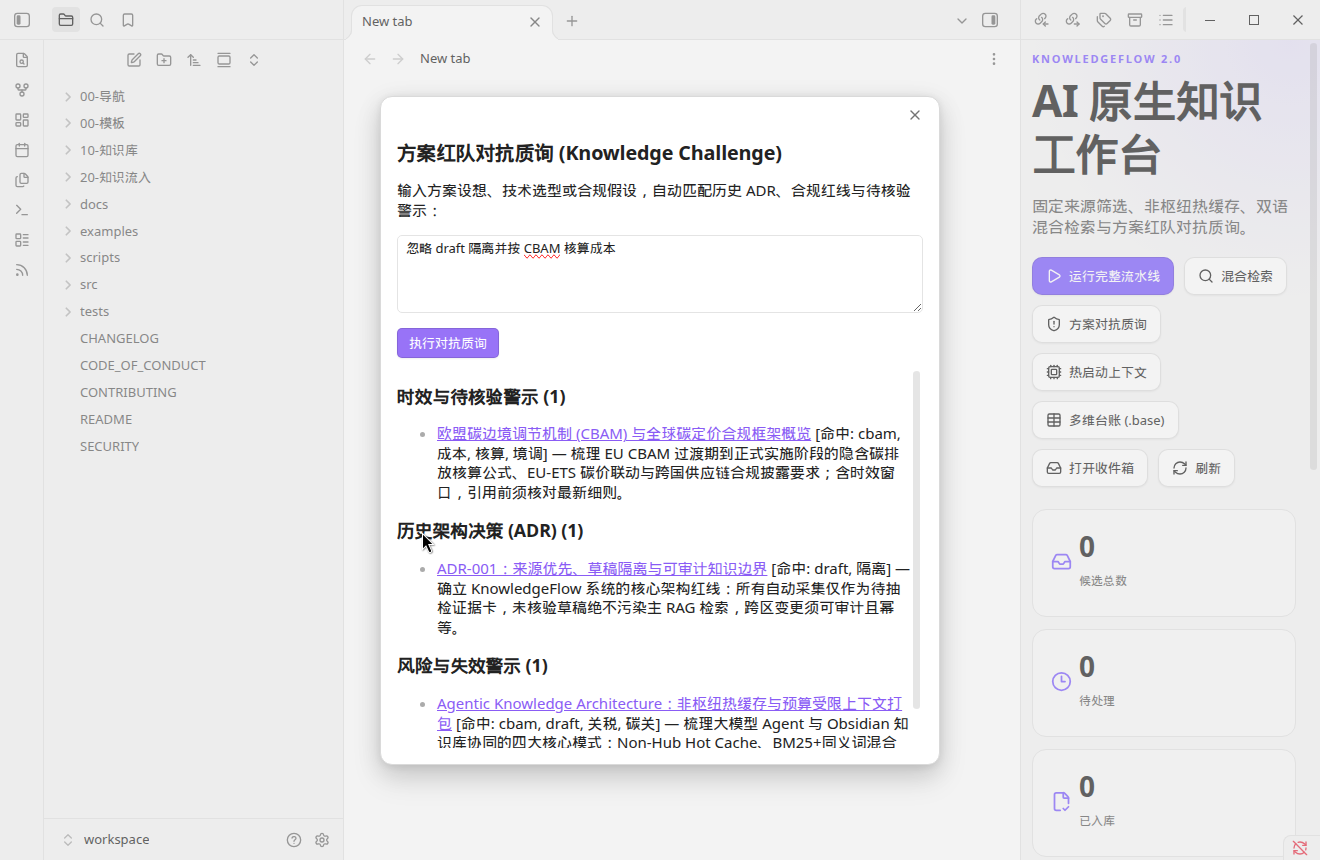 New tab
New tab
00-导航
00-模板
10-知识库
20-知识流入
docs
examples
scripts
src
tests
CHANGELOG
CODE_OF_CONDUCT
CONTRIBUTING
README
SECURITY
workspace
方案红队对抗质询 (Knowledge Challenge)
输入方案设想、技术选型或合规假设，自动匹配历史 ADR、合规红线与待核验
警示：
忽略 draft 隔离并按 CBAM 核算成本
执行对抗质询
时效与待核验警示 (1)
欧盟碳边境调节机制 (CBAM) 与全球碳定价合规框架概览 [命中: cbam,
成本, 核算, 境调] — 梳理 EU CBAM 过渡期到正式实施阶段的隐含碳排
放核算公式、EU-ETS 碳价联动与跨国供应链合规披露要求；含时效窗
口，引用前须核对最新细则。
历史架构决策 (ADR) (1)
ADR-001：来源优先、草稿隔离与可审计知识边界 [命中: draft, 隔离] —
确立 KnowledgeFlow 系统的核心架构红线：所有自动采集仅作为待抽
检证据卡，未核验草稿绝不污染主 RAG 检索，跨区变更须可审计且幂
等。
风险与失效警示 (1)
Agentic Knowledge Architecture：非枢纽热缓存与预算受限上下文打
包 [命中: cbam, draft, 关税, 碳关] — 梳理大模型 Agent 与 Obsidian 知
识库协同的四大核心模式：Non-Hub Hot Cache、BM25+同义词混合
KNOWLEDGEFLOW 2.0
AI 原生知识
工作台
固定来源筛选、非枢纽热缓存、双语
混合检索与方案红队对抗质询。
运行完整流水线
混合检索
方案对抗质询
热启动上下文
多维台账 (.base)
打开收件箱
刷新
0
候选总数
0
待处理
0
已入库